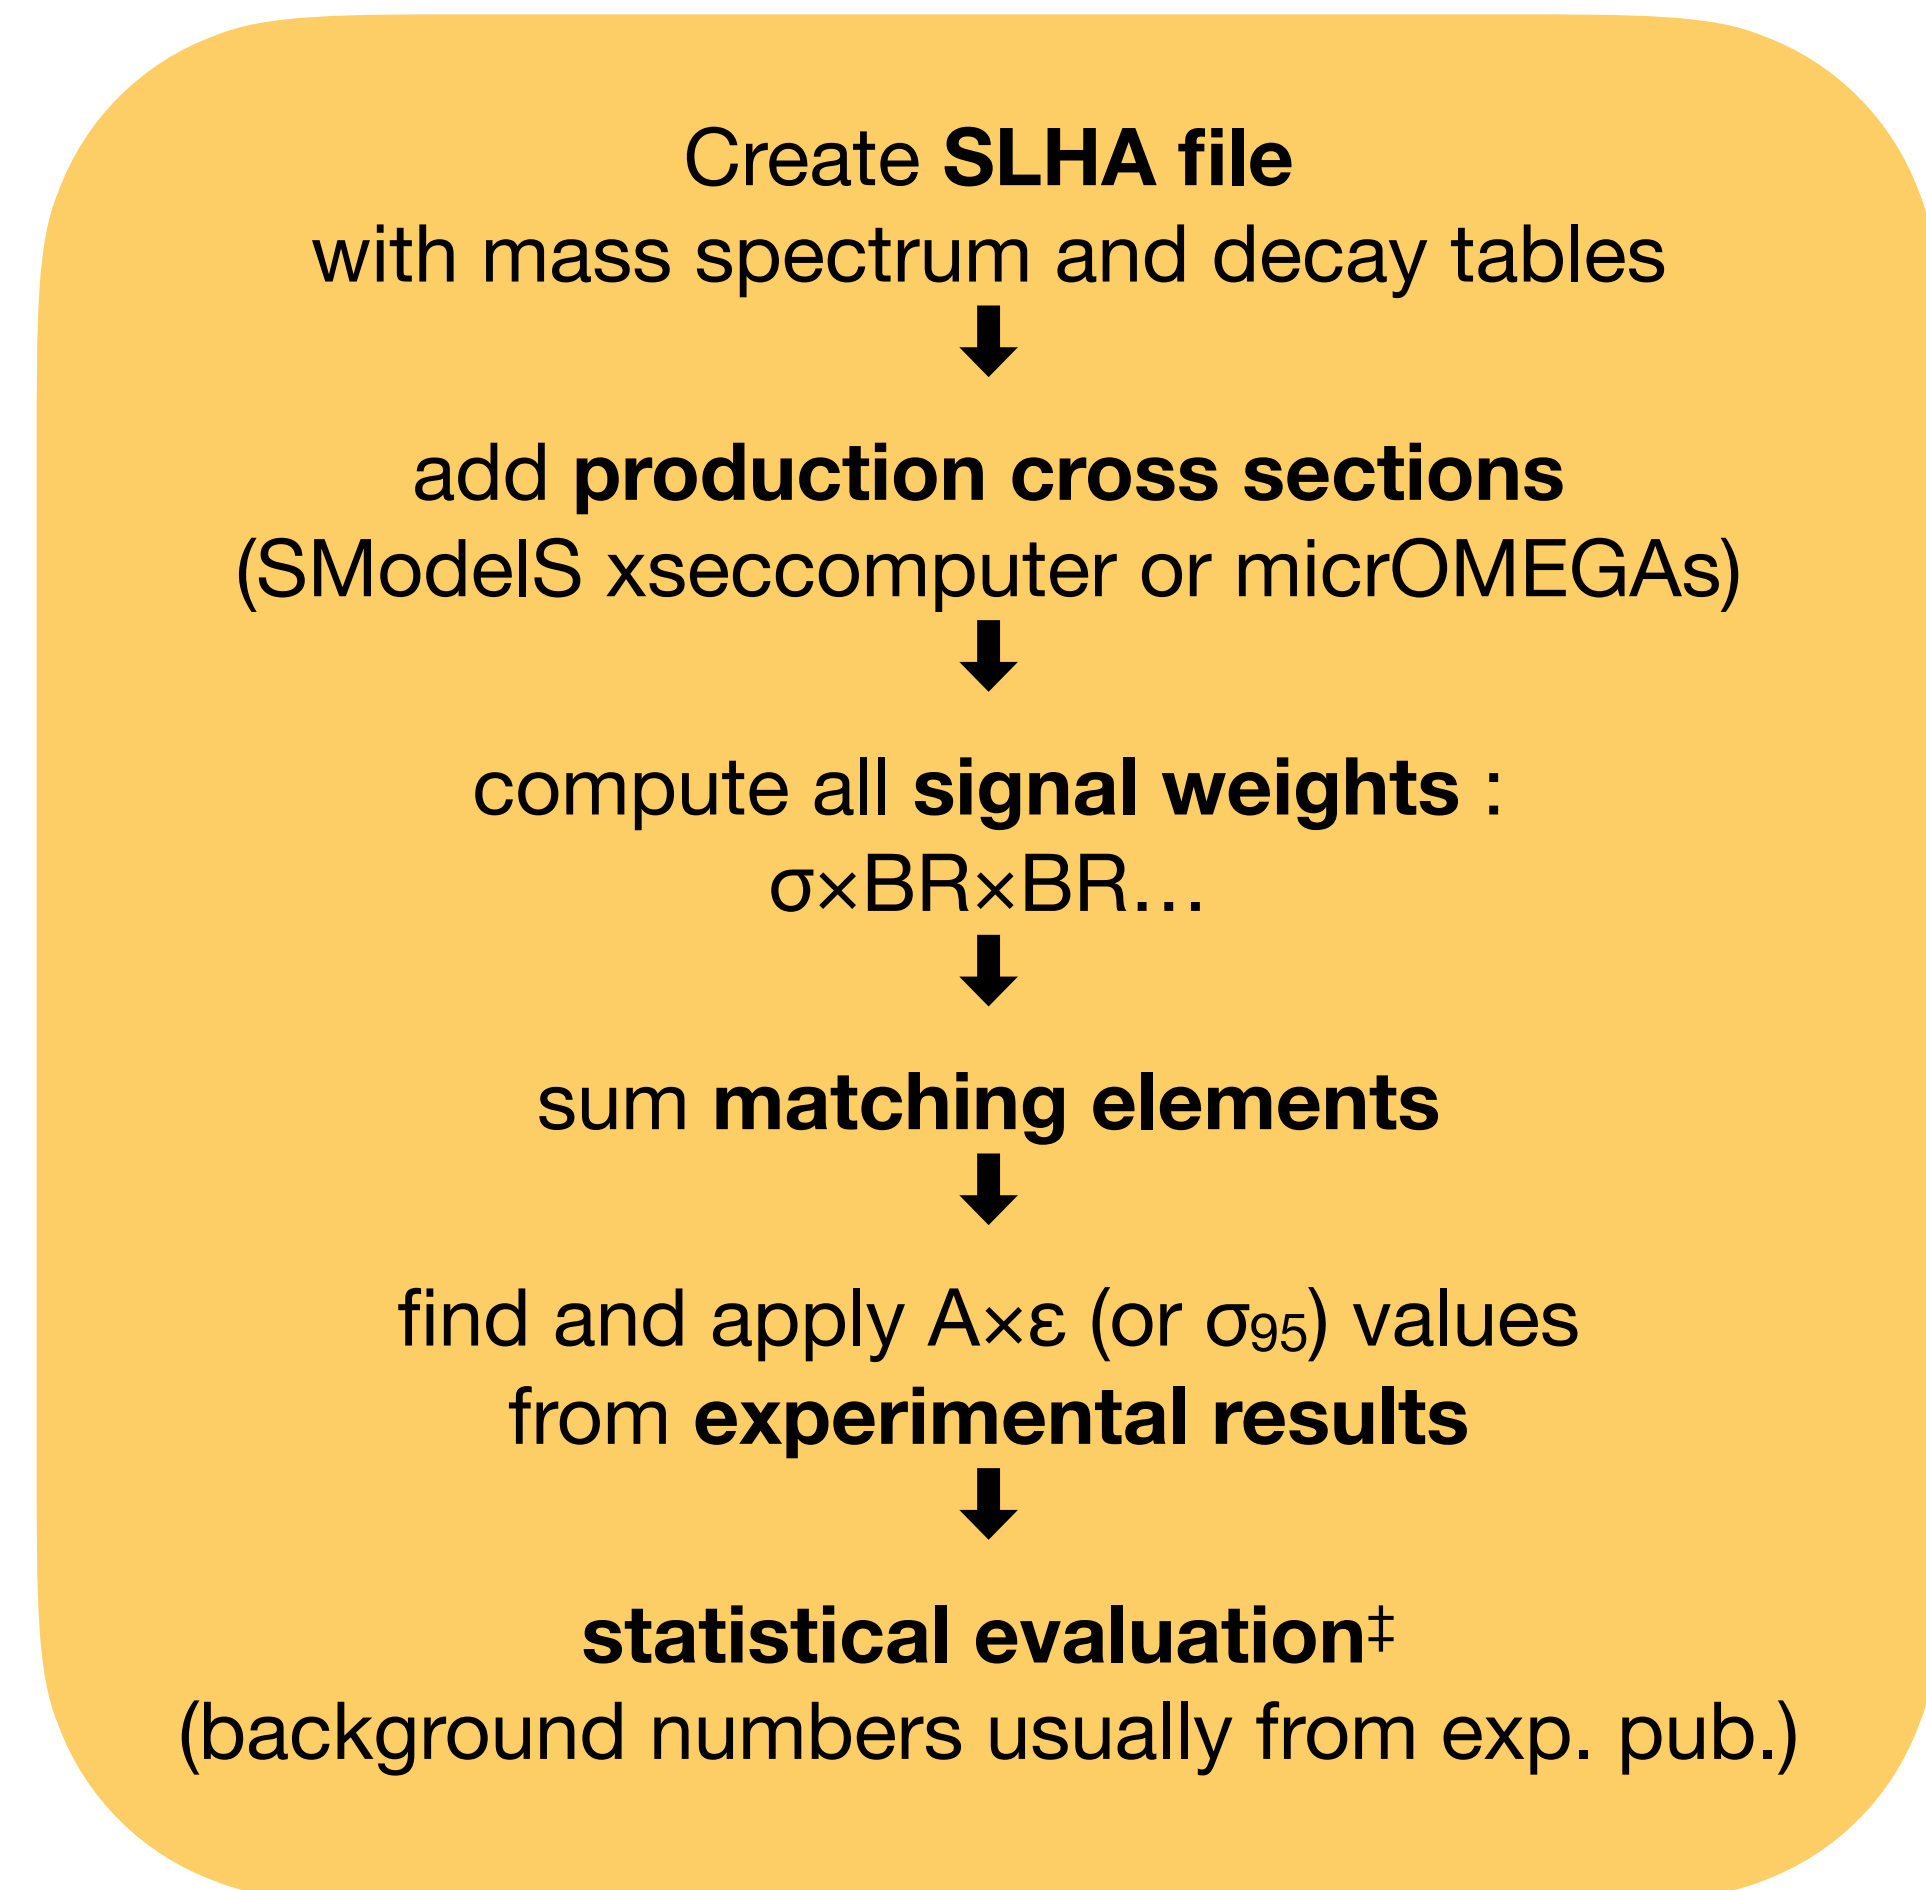 Create SLHA file
with mass spectrum and decay tables
add production cross sections
(SModelS xseccomputer or micrOMEGAs)
compute all signal weights :
σ×BR×BR…
sum matching elements
find and apply A×ε (or σ₉₅) values
from experimental results
statistical evaluation‡
(background numbers usually from exp. pub.)